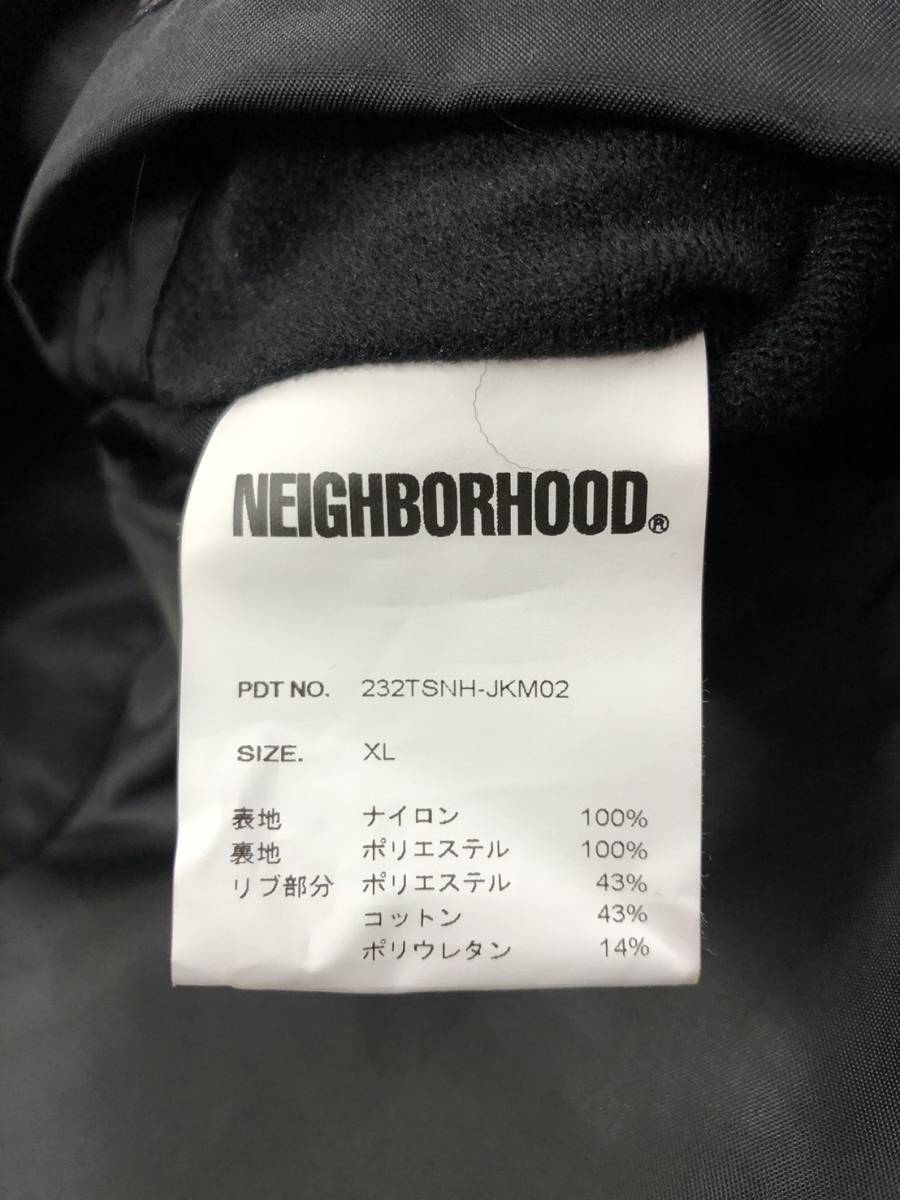 NEIGHBORHOOD®
PDT NO. 232TSNH-JKM02
SIZE. XL
表地 ナイロン 100%
裏地 ポリエステル 100%
リブ部分 ポリエステル 43%
コットン 43%
ポリウレタン 14%